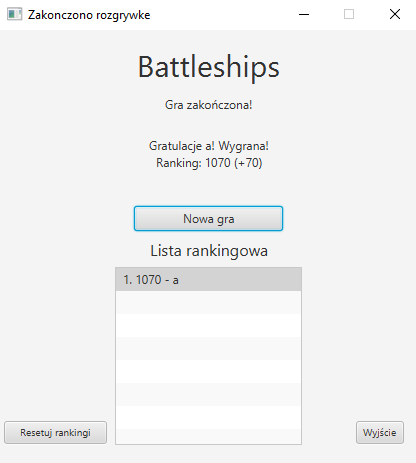 Zakonczono rozgrywke
Battleships
Gra zakończona!
Gratulacje a! Wygrana!
Ranking: 1070 (+70)
Nowa gra
Lista rankingowa
1. 1070 - a
Resetuj rankingi
Wyjście